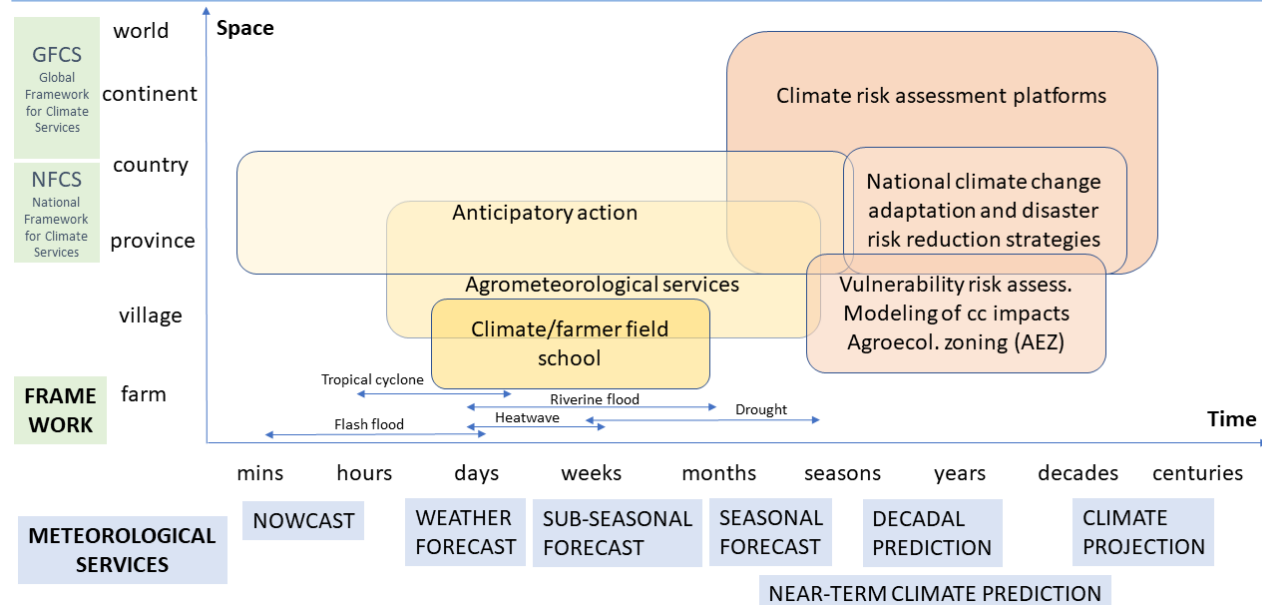 world
Space
GFCS
Global
Framework
for Climate
Services
continent
Climate risk assessment platforms
country
NFCS
National
Framework
for Climate
Services
National climate change
adaptation and disaster
risk reduction strategies
Anticipatory action
province
Agrometeorological services
Vulnerability risk assess.
Modeling of cc impacts
Agroecol. zoning (AEZ)
village
Climate/farmer field
school
FRAME
WORK
farm
Tropical cyclone
Riverine flood
Drought
Heatwave
Flash flood
Time
mins hours days weeks months seasons years decades centuries
METEOROLOGICAL
SERVICES
NOWCAST
WEATHER
FORECAST
SUB-SEASONAL
FORECAST
SEASONAL
FORECAST
DECADAL
PREDICTION
CLIMATE
PROJECTION
NEAR-TERM CLIMATE PREDICTION